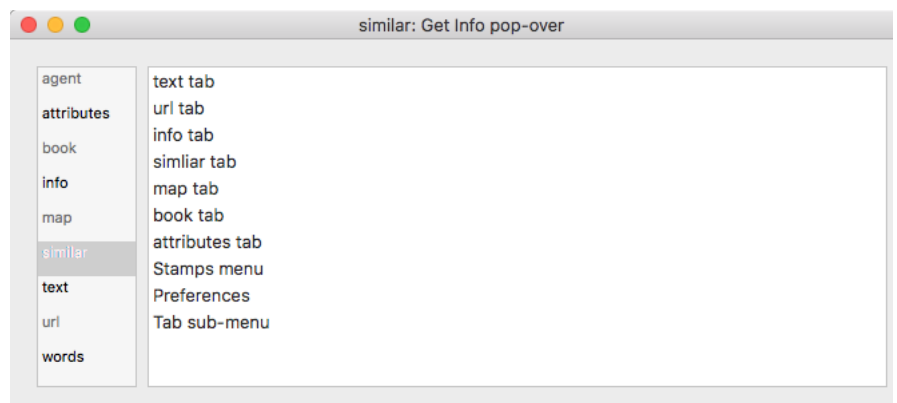 similar: Get Info pop-over
agent
attributes
book
info
map
similar
text
url
words
text tab
url tab
info tab
simliar tab
map tab
book tab
attributes tab
Stamps menu
Preferences
Tab sub-menu